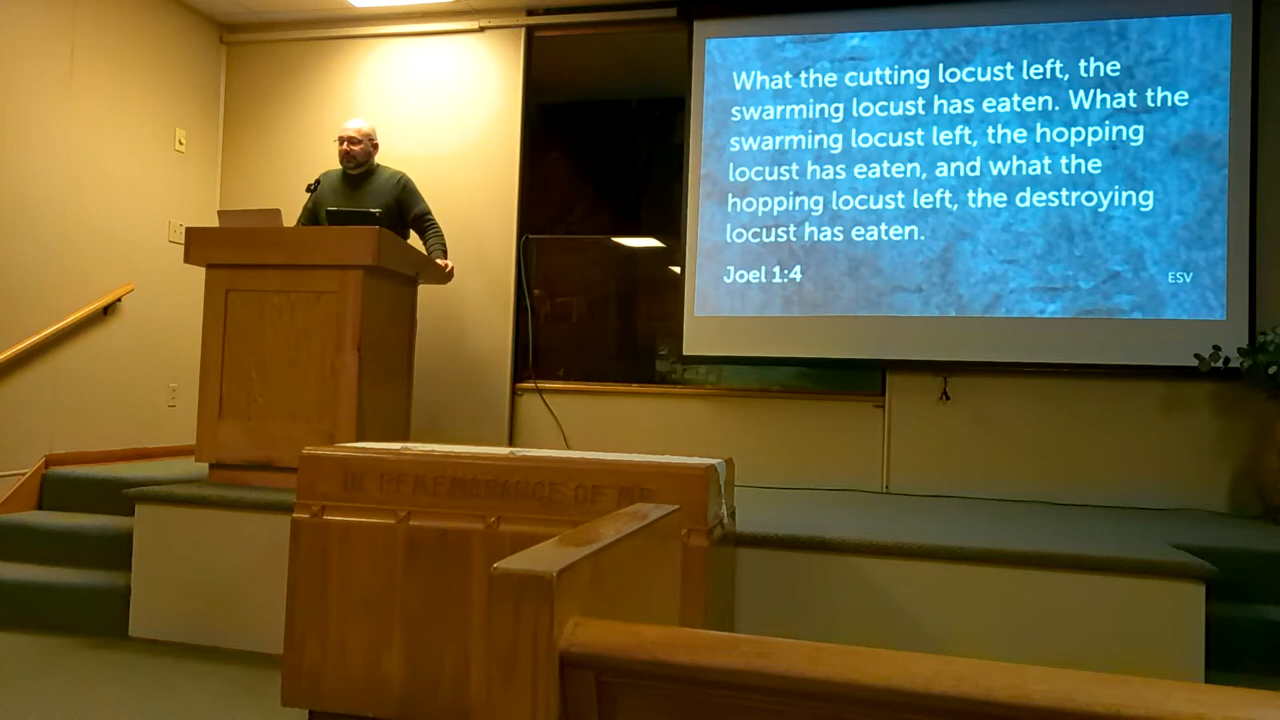 What the cutting locust left, the
swarming locust has eaten. What the
swarming locust left, the hopping
locust has eaten, and what the
hopping locust left, the destroying
locust has eaten.
Joel 1:4
ESV
IN REMEMBRANCE OF ME